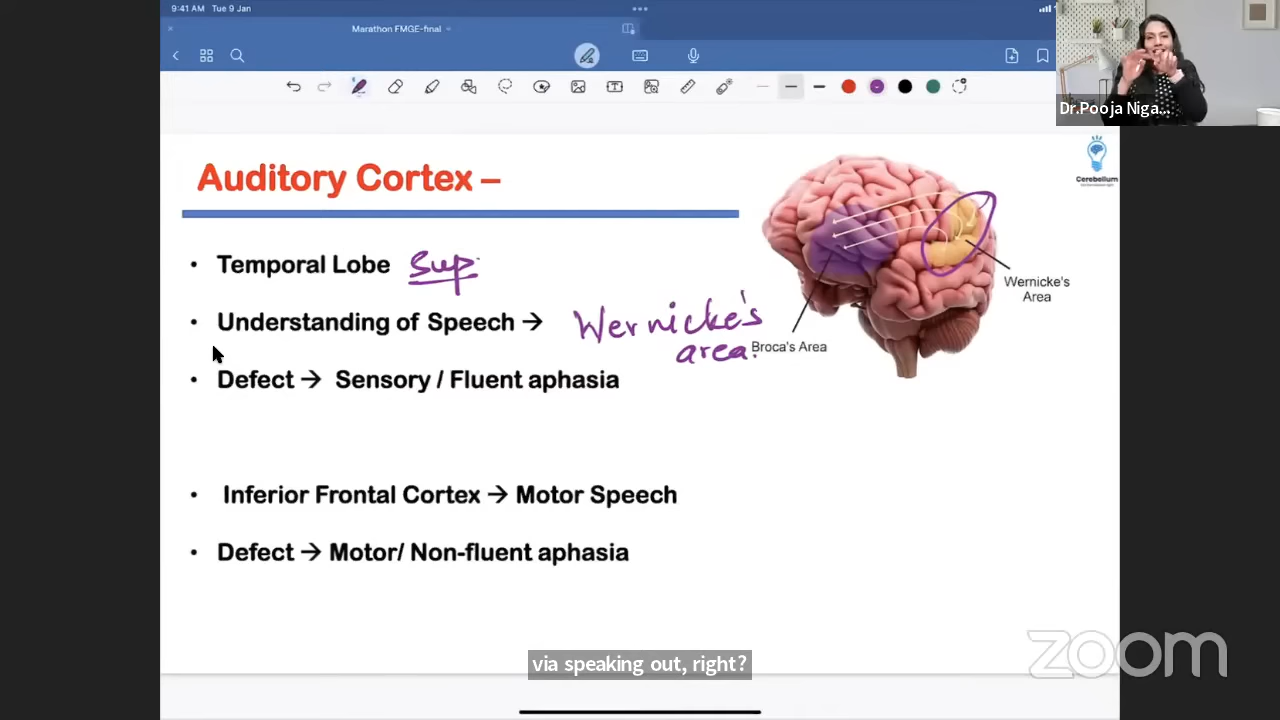 9:41 AM Tue 9 Jan
Marathon FMGE-final
Dr.Pooja Niga...
Cerebellum
Auditory Cortex –
• Temporal Lobe Sup
• Understanding of Speech → Wernicke's
area.
• Defect → Sensory / Fluent aphasia
Wernicke's
Area
Broca's Area
• Inferior Frontal Cortex → Motor Speech
• Defect → Motor/ Non-fluent aphasia
via speaking out, right?
zoom